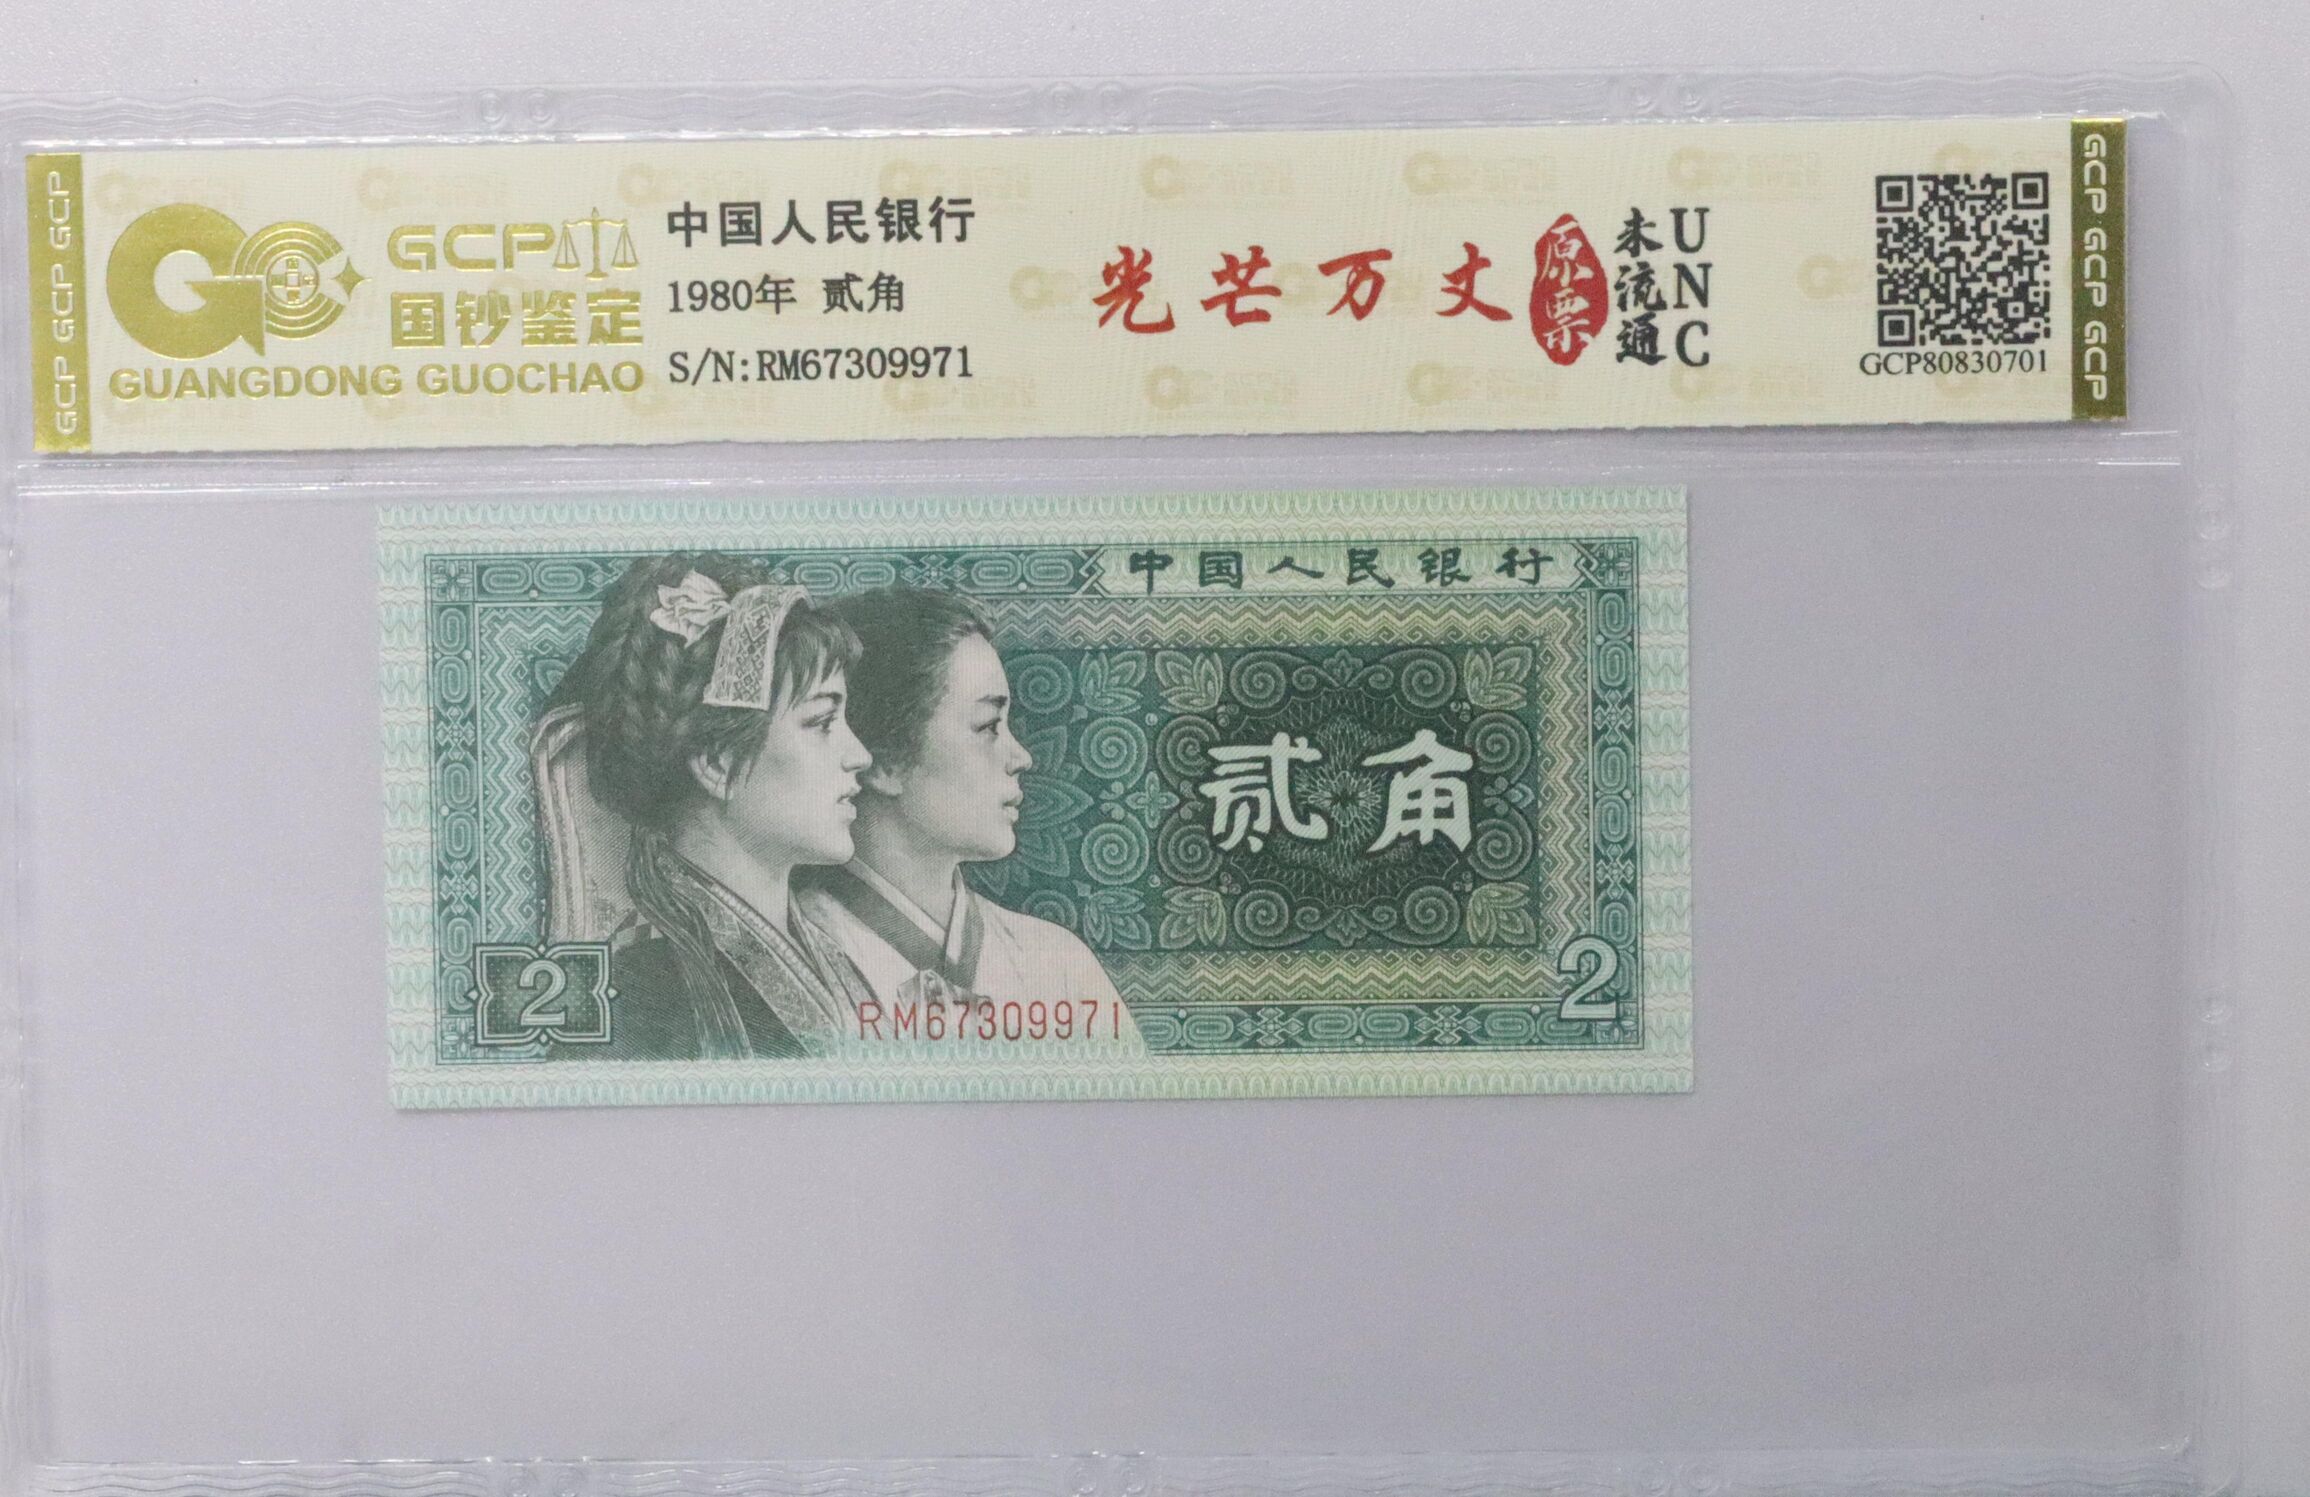 GCP GCP GCP
GCP
国钞鉴定
GUANGDONG GUOCHAO
中国人民银行
1980年 贰角
S/N:RM67309971
光芒万丈
原票
未流通
UNC
GCP80830701
GCP GCP GCP
中国人民银行
贰角
2
RM67309971
2